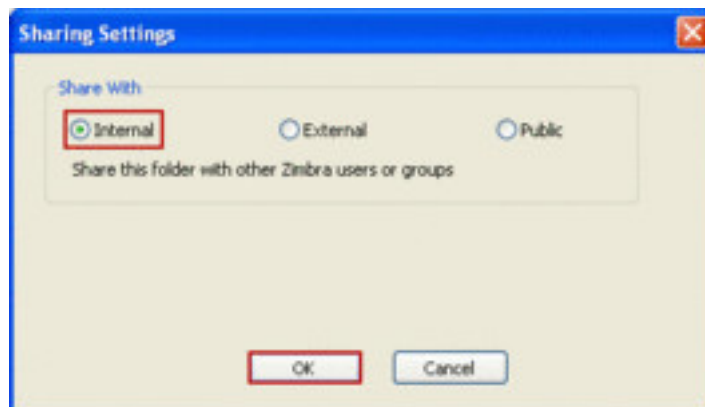 Sharing Settings
Share With
Internal External Public
Share this folder with other Zimbra users or groups
OK Cancel